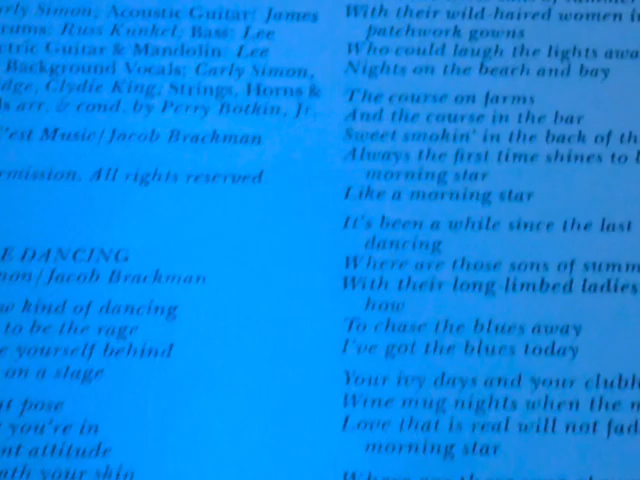 rly Simon; Acoustic Guitar: James
rums: Russ Kunkel; Bass: Lee
ctric Guitar & Mandolin: Lee
Background Vocals: Carly Simon,
dge, Clydie King; Strings, Horns &
ls arr. & cond. by Perry Botkin, Jr.
C'est Music/Jacob Brackman
rmission. All rights reserved
E DANCING
mon/Jacob Brackman
w kind of dancing
to be the rage
e yourself behind
on a stage
nt pose
you're in
nt attitude
ath your skin
With their wild-haired women i
patchwork gowns
Who could laugh the lights awa
Nights on the beach and bay
The course on farms
And the course in the bar
Sweet smokin' in the back of th
Always the first time shines to b
morning star
Like a morning star
It's been a while since the last
dancing
Where are those sons of summ
With their long-limbed ladies
how
To chase the blues away
I've got the blues today
Your ivy days and your clubh
Wine mug nights when the m
Love that is real will not fad
morning star